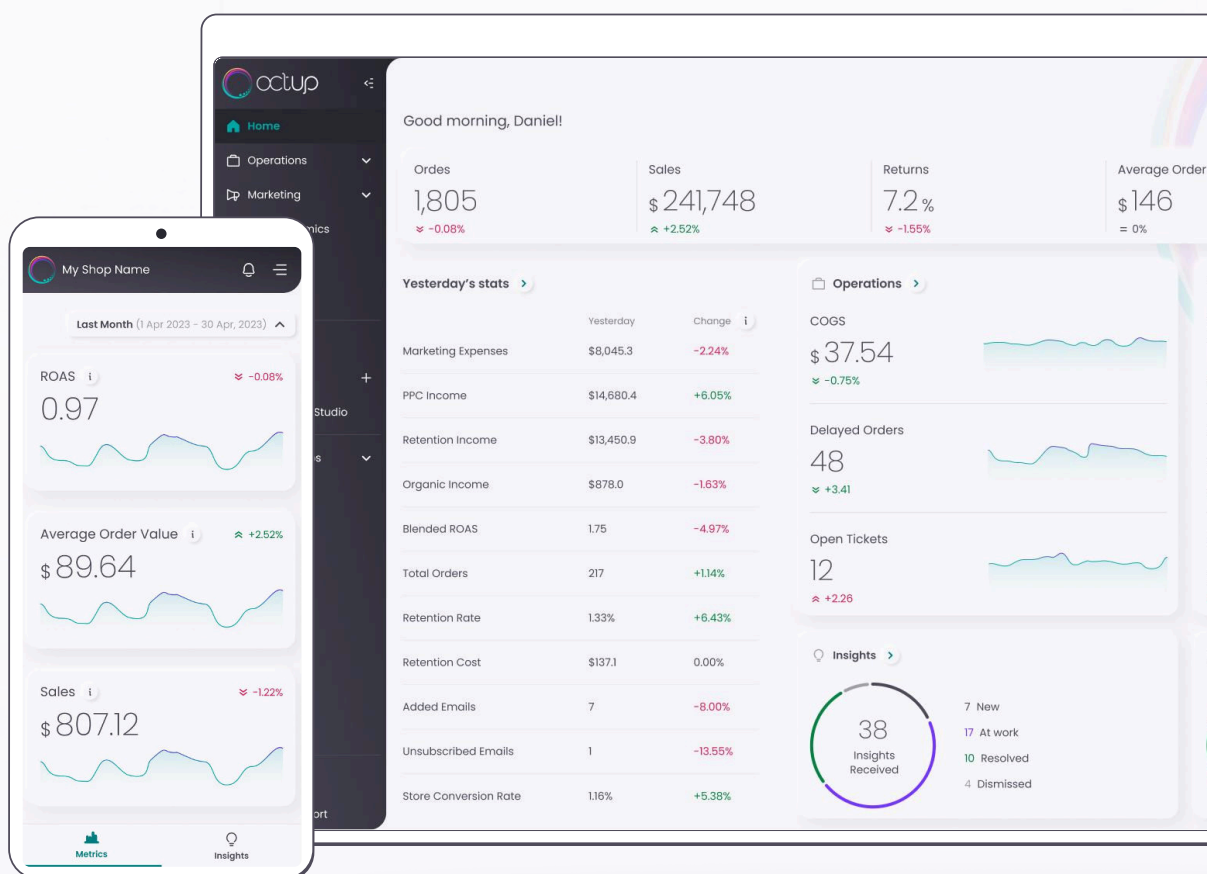 octup
Home
Operations
Marketing
Studio
Good morning, Daniel!
Ordes
1,805
-0.08%
Sales
$ 241,748
+2.52%
Returns
7.2 %
-1.55%
Average Order
$ 146
= 0%
Yesterday's stats
Yesterday Change i
Marketing Expenses $8,045.3 -2.24%
PPC Income $14,680.4 +6.05%
Retention Income $13,450.9 -3.80%
Organic Income $878.0 -1.63%
Blended ROAS 1.75 -4.97%
Total Orders 217 +1.14%
Retention Rate 1.33% +6.43%
Retention Cost $137.1 0.00%
Added Emails 7 -8.00%
Unsubscribed Emails 1 -13.55%
Store Conversion Rate 1.16% +5.38%
Operations
COGS
$ 37.54
-0.75%
Delayed Orders
48
+3.41
Open Tickets
12
+2.26
Insights
38
Insights
Received
7 New
17 At work
10 Resolved
4 Dismissed
My Shop Name
Last Month (1 Apr 2023 - 30 Apr, 2023)
ROAS i -0.08%
0.97
Average Order Value i +2.52%
$ 89.64
Sales i -1.22%
$ 807.12
Metrics
Insights